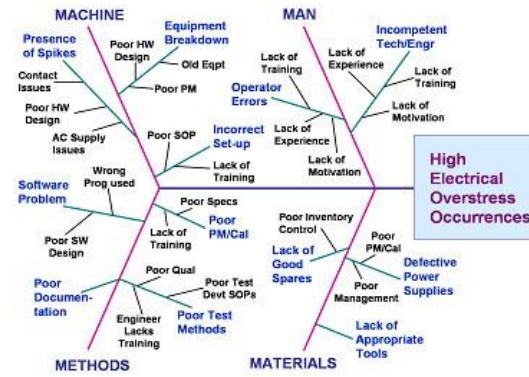 MACHINE
MAN
Presence
of Spikes
Contact
Issues
Poor HW
Design
AC Supply
Issues
Equipment
Breakdown
Poor HW
Design
Old Eqpt
Poor PM
Incorrect
Set-up
Poor SOP
Lack of
Training
Operator
Errors
Lack of
Training
Lack of
Experience
Lack of
Motivation
Incompetent
Tech/Engr
Lack of
Experience
Lack of
Training
Lack of
Motivation
High
Electrical
Overstress
Occurrences
Software
Problem
Wrong
Prog used
Poor SW
Design
Poor
PM/Cal
Poor Specs
Lack of
Training
Poor
Documen-
tation
Poor Test
Methods
Poor Qual
Poor Test
Devt SOPs
Engineer
Lacks
Training
Lack of
Good
Spares
Poor Inventory
Control
Defective
Power
Supplies
Poor
PM/Cal
Poor
Management
Lack of
Appropriate
Tools
METHODS
MATERIALS